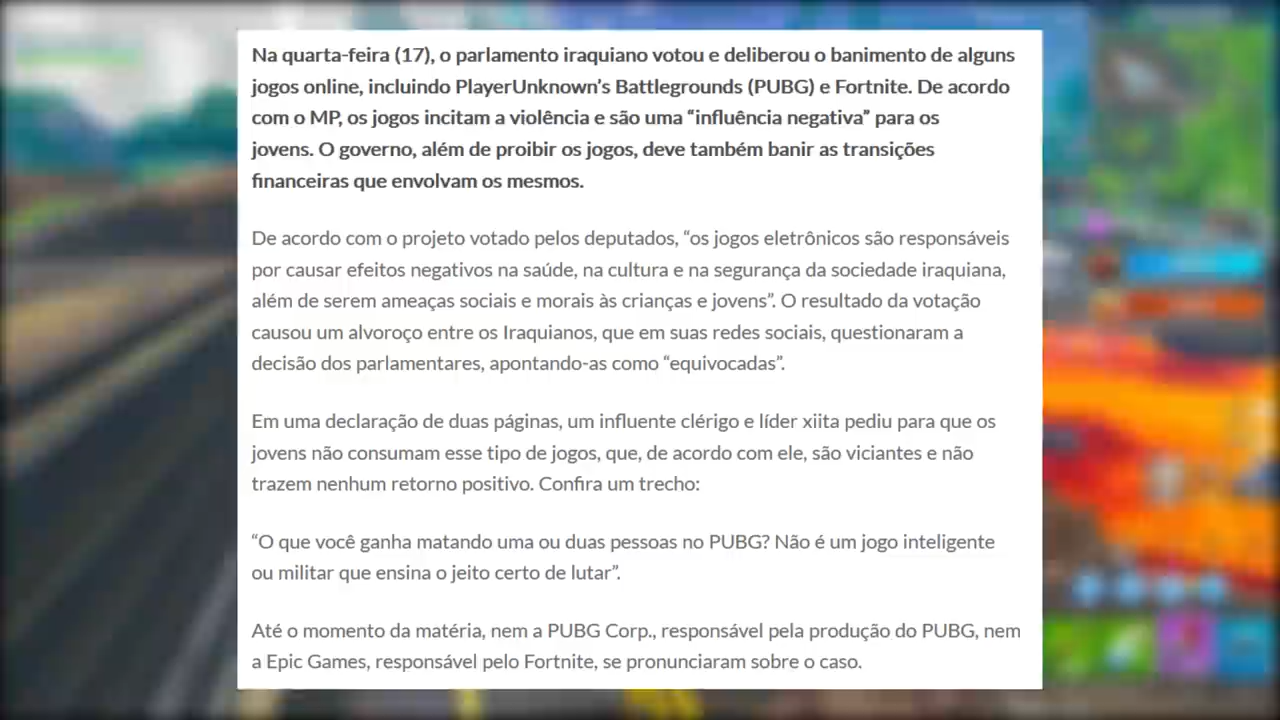 Na quarta-feira (17), o parlamento iraquiano votou e deliberou o banimento de alguns
jogos online, incluindo PlayerUnknown’s Battlegrounds (PUBG) e Fortnite. De acordo
com o MP, os jogos incitam a violência e são uma “influência negativa” para os
jovens. O governo, além de proibir os jogos, deve também banir as transições
financeiras que envolvam os mesmos.
De acordo com o projeto votado pelos deputados, “os jogos eletrônicos são responsáveis
por causar efeitos negativos na saúde, na cultura e na segurança da sociedade iraquiana,
além de serem ameaças sociais e morais às crianças e jovens”. O resultado da votação
causou um alvoroço entre os Iraquianos, que em suas redes sociais, questionaram a
decisão dos parlamentares, apontando-as como “equivocadas”.
Em uma declaração de duas páginas, um influente clérigo e líder xiita pediu para que os
jovens não consumam esse tipo de jogos, que, de acordo com ele, são viciantes e não
trazem nenhum retorno positivo. Confira um trecho:
“O que você ganha matando uma ou duas pessoas no PUBG? Não é um jogo inteligente
ou militar que ensina o jeito certo de lutar”.
Até o momento da matéria, nem a PUBG Corp., responsável pela produção do PUBG, nem
a Epic Games, responsável pelo Fortnite, se pronunciaram sobre o caso.